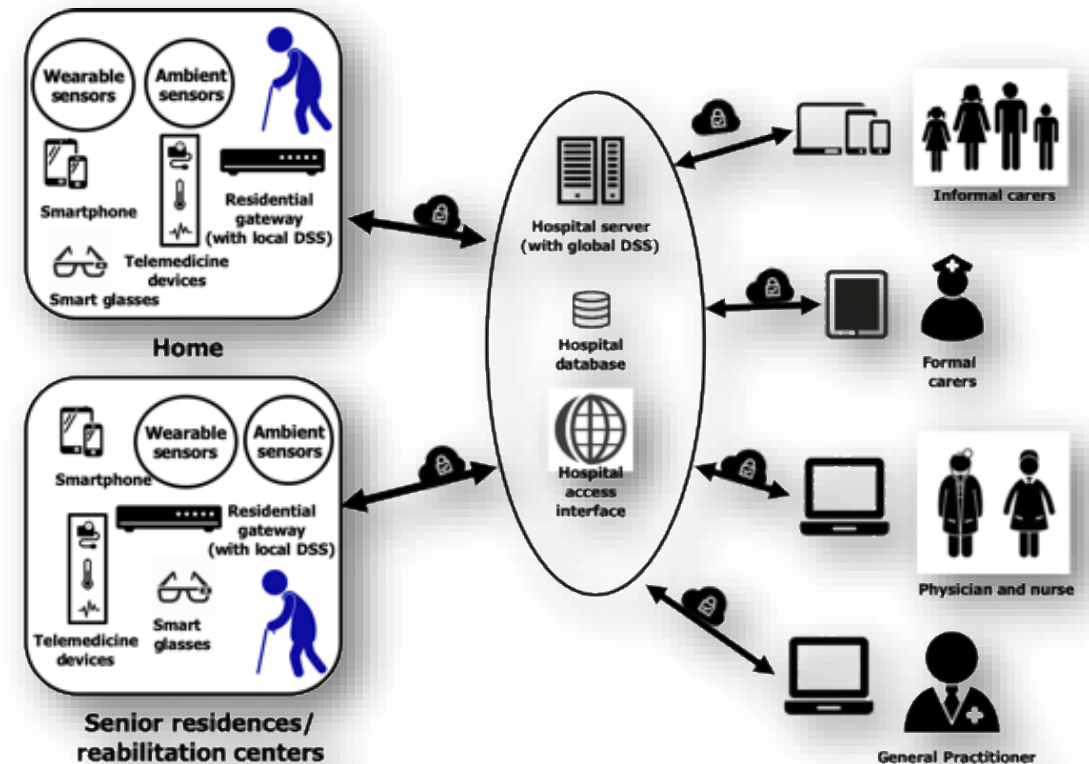 Wearable
sensors
Ambient
sensors
Smartphone
Residential
gateway
(with local DSS)
Telemedicine
devices
Smart glasses
Home
Smartphone
Wearable
sensors
Ambient
sensors
Residential
gateway
(with local DSS)
Telemedicine
devices
Smart
glasses
Senior residences/
reabilitation centers
Hospital server
(with global DSS)
Hospital
database
Hospital
access
interface
Informal carers
Formal
carers
Physician and nurse
General Practitioner